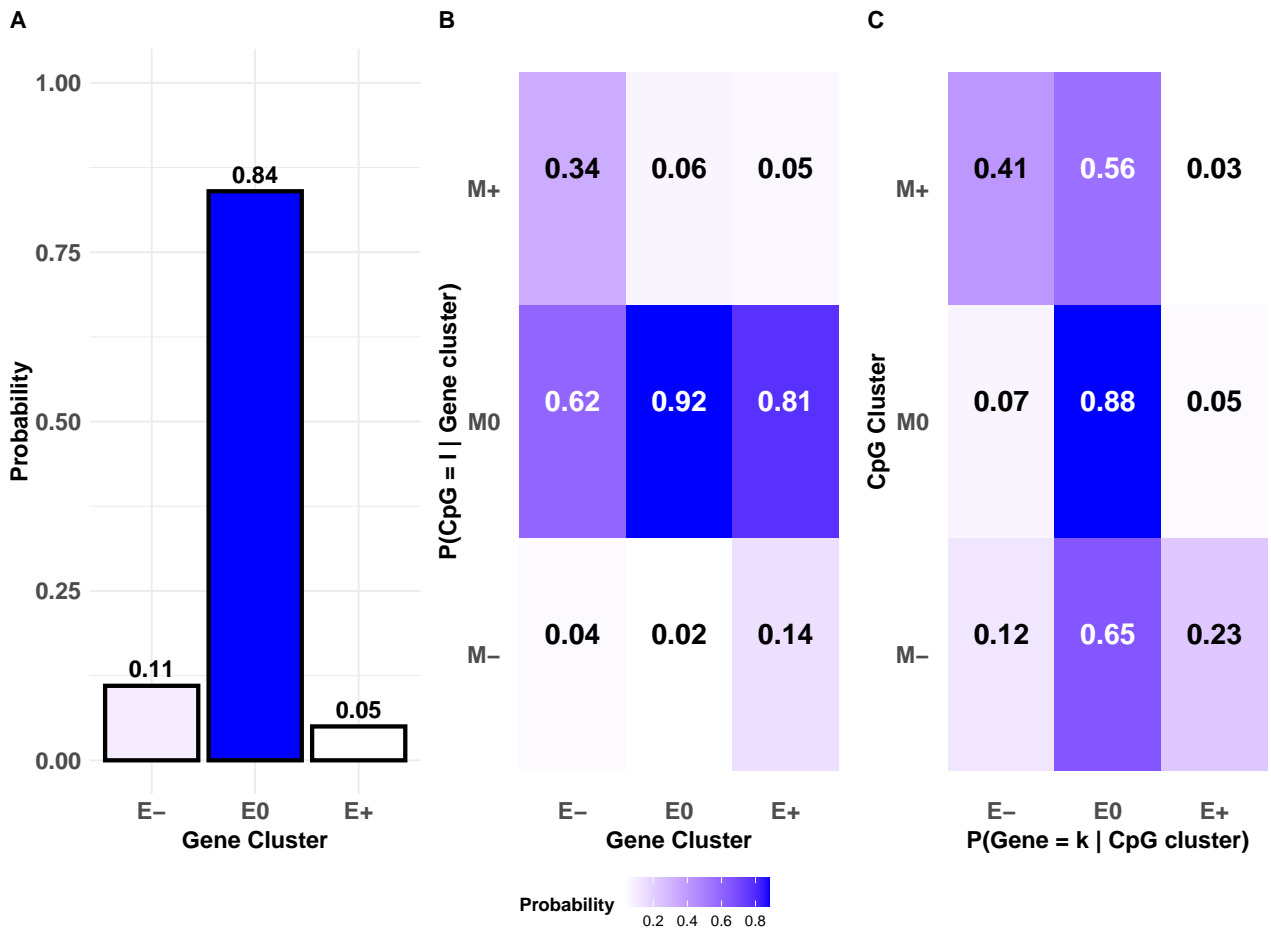 A
B
C
1.00
0.75
0.50
0.25
0.00
Probability
0.11
0.84
0.05
E−
E0
E+
Gene Cluster
P(CpG = l | Gene cluster)
M+
M0
M−
0.34
0.06
0.05
0.62
0.92
0.81
0.04
0.02
0.14
E−
E0
E+
Gene Cluster
CpG Cluster
M+
M0
M−
0.41
0.56
0.03
0.07
0.88
0.05
0.12
0.65
0.23
E−
E0
E+
P(Gene = k | CpG cluster)
Probability
0.2 0.4 0.6 0.8